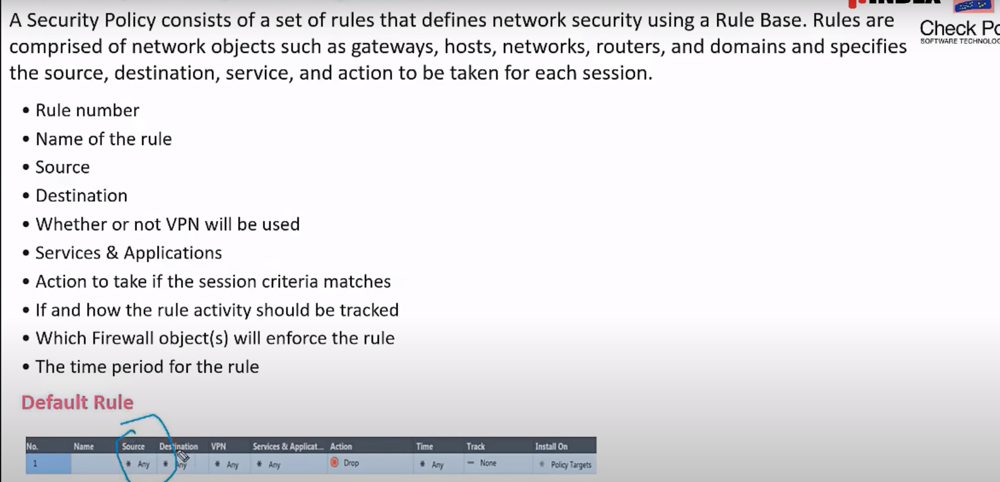 A Security Policy consists of a set of rules that defines network security using a Rule Base. Rules are
comprised of network objects such as gateways, hosts, networks, routers, and domains and specifies
the source, destination, service, and action to be taken for each session.
Check Po
SOFTWARE TECHNOLOG
• Rule number
• Name of the rule
• Source
• Destination
• Whether or not VPN will be used
• Services & Applications
• Action to take if the session criteria matches
• If and how the rule activity should be tracked
• Which Firewall object(s) will enforce the rule
• The time period for the rule
Default Rule
No. Name Source Destination VPN Services & Applicat... Action Time Track Install On
1 * Any * Any * Any * Any Drop * Any — None * Policy Targets